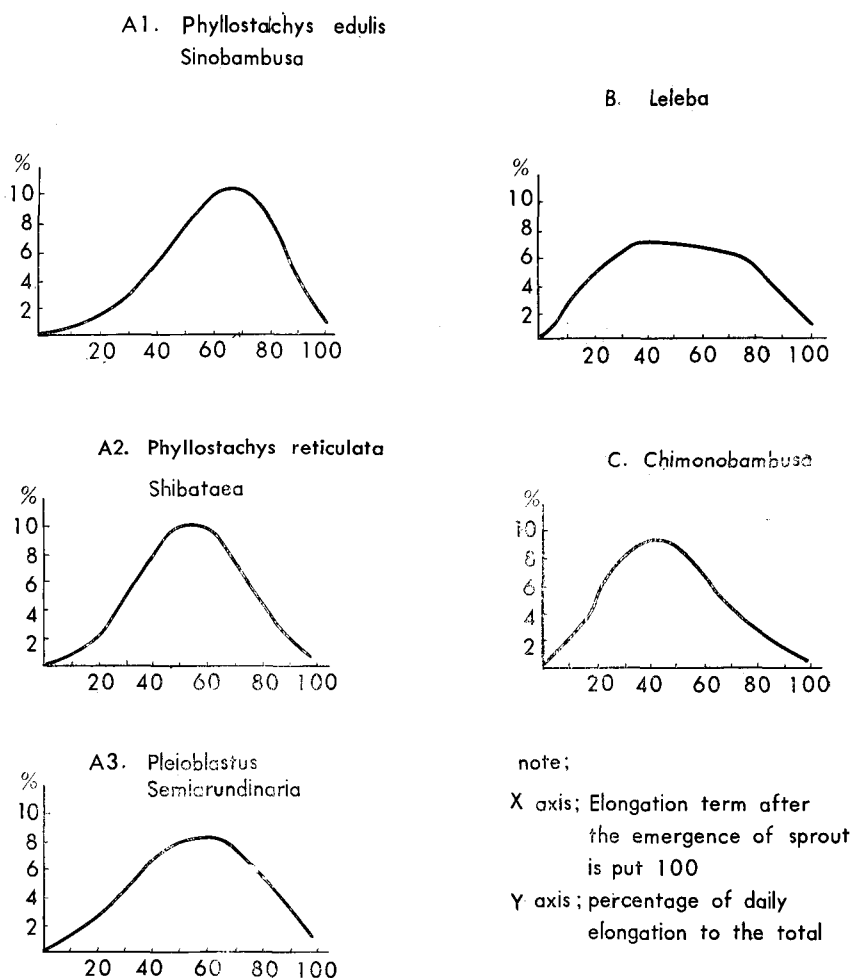 A1. Phyllostachys edulis
Sinobambusa
%
10
8
6
4
2
20 40 60 80 100
B. Leleba
%
10
8
6
4
2
20 40 60 80 100
A2. Phyllostachys reticulata
Shibataea
%
10
8
6
4
2
20 40 60 80 100
C. Chimonobambusa
%
10
8
6
4
2
20 40 60 80 100
A3. Pleioblastus
Semiarundinaria
%
10
8
6
4
2
20 40 60 80 100
note;
X axis; Elongation term after
the emergence of sprout
is put 100
Y axis; percentage of daily
elongation to the total